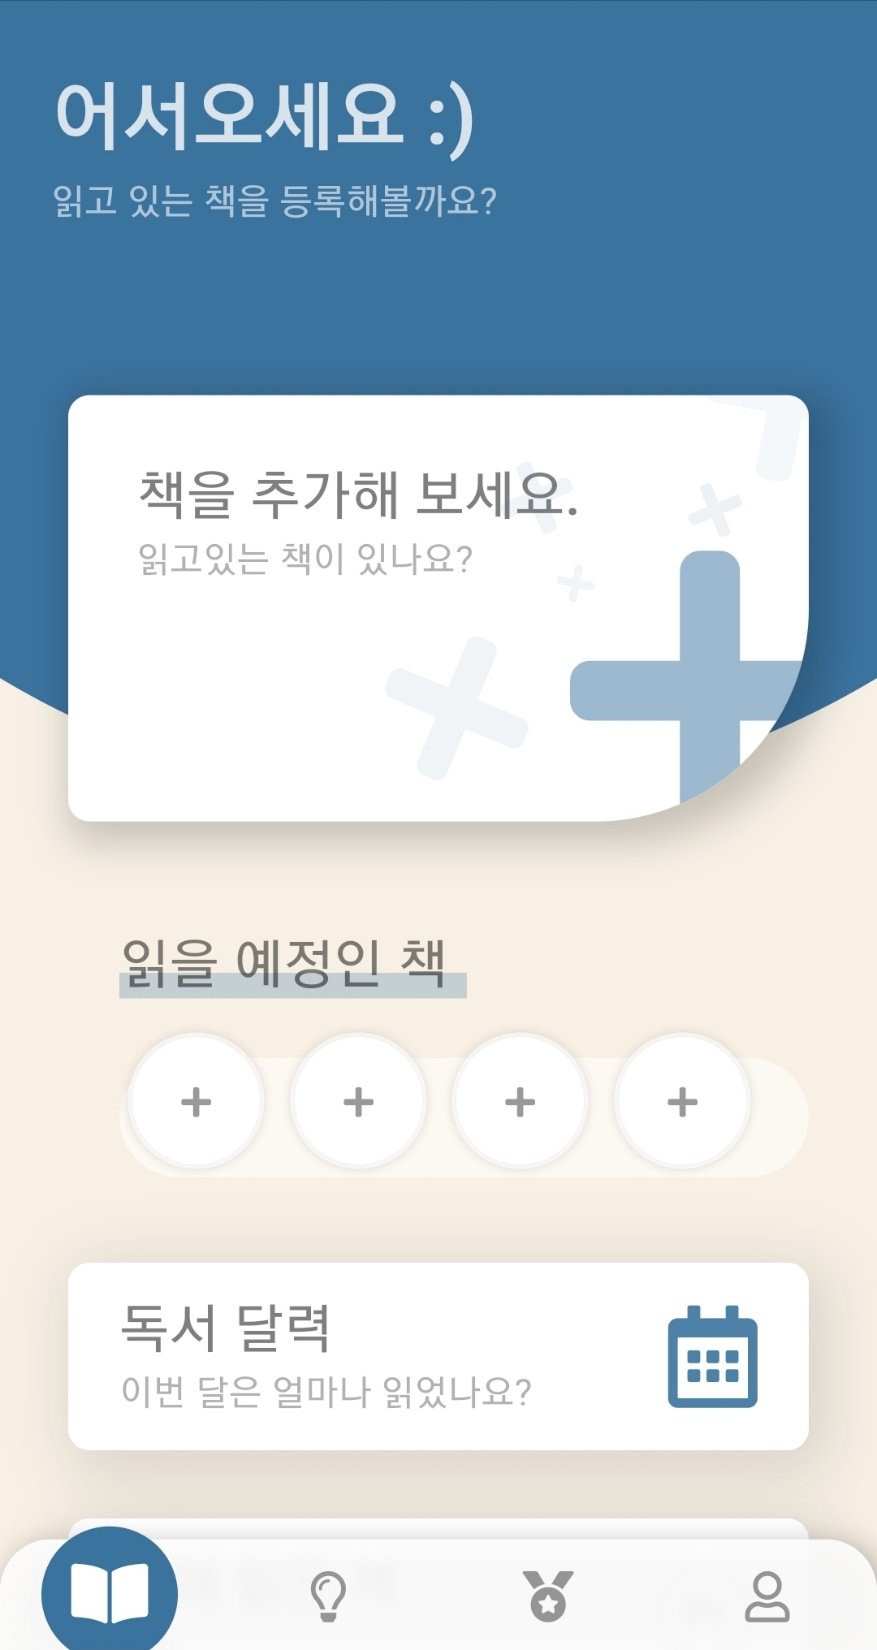 어서오세요 :)
읽고 있는 책을 등록해볼까요?
책을 추가해 보세요.
읽고있는 책이 있나요?
읽을 예정인 책
독서 달력
이번 달은 얼마나 읽었나요?